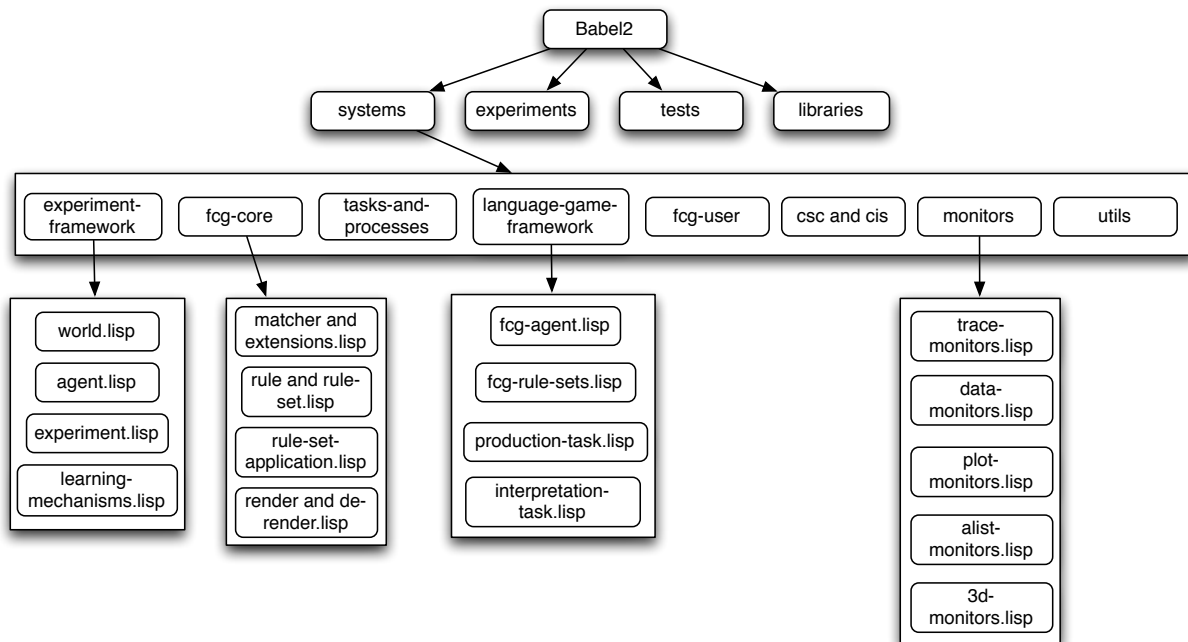 Babel2
systems
experiments
tests
libraries
experiment-
framework
fcg-core
tasks-and-
processes
language-game-
framework
fcg-user
csc and cis
monitors
utils
world.lisp
agent.lisp
experiment.lisp
learning-
mechanisms.lisp
matcher and
extensions.lisp
rule and rule-
set.lisp
rule-set-
application.lisp
render and de-
render.lisp
fcg-agent.lisp
fcg-rule-sets.lisp
production-task.lisp
interpretation-
task.lisp
trace-
monitors.lisp
data-
monitors.lisp
plot-
monitors.lisp
alist-
monitors.lisp
3d-
monitors.lisp